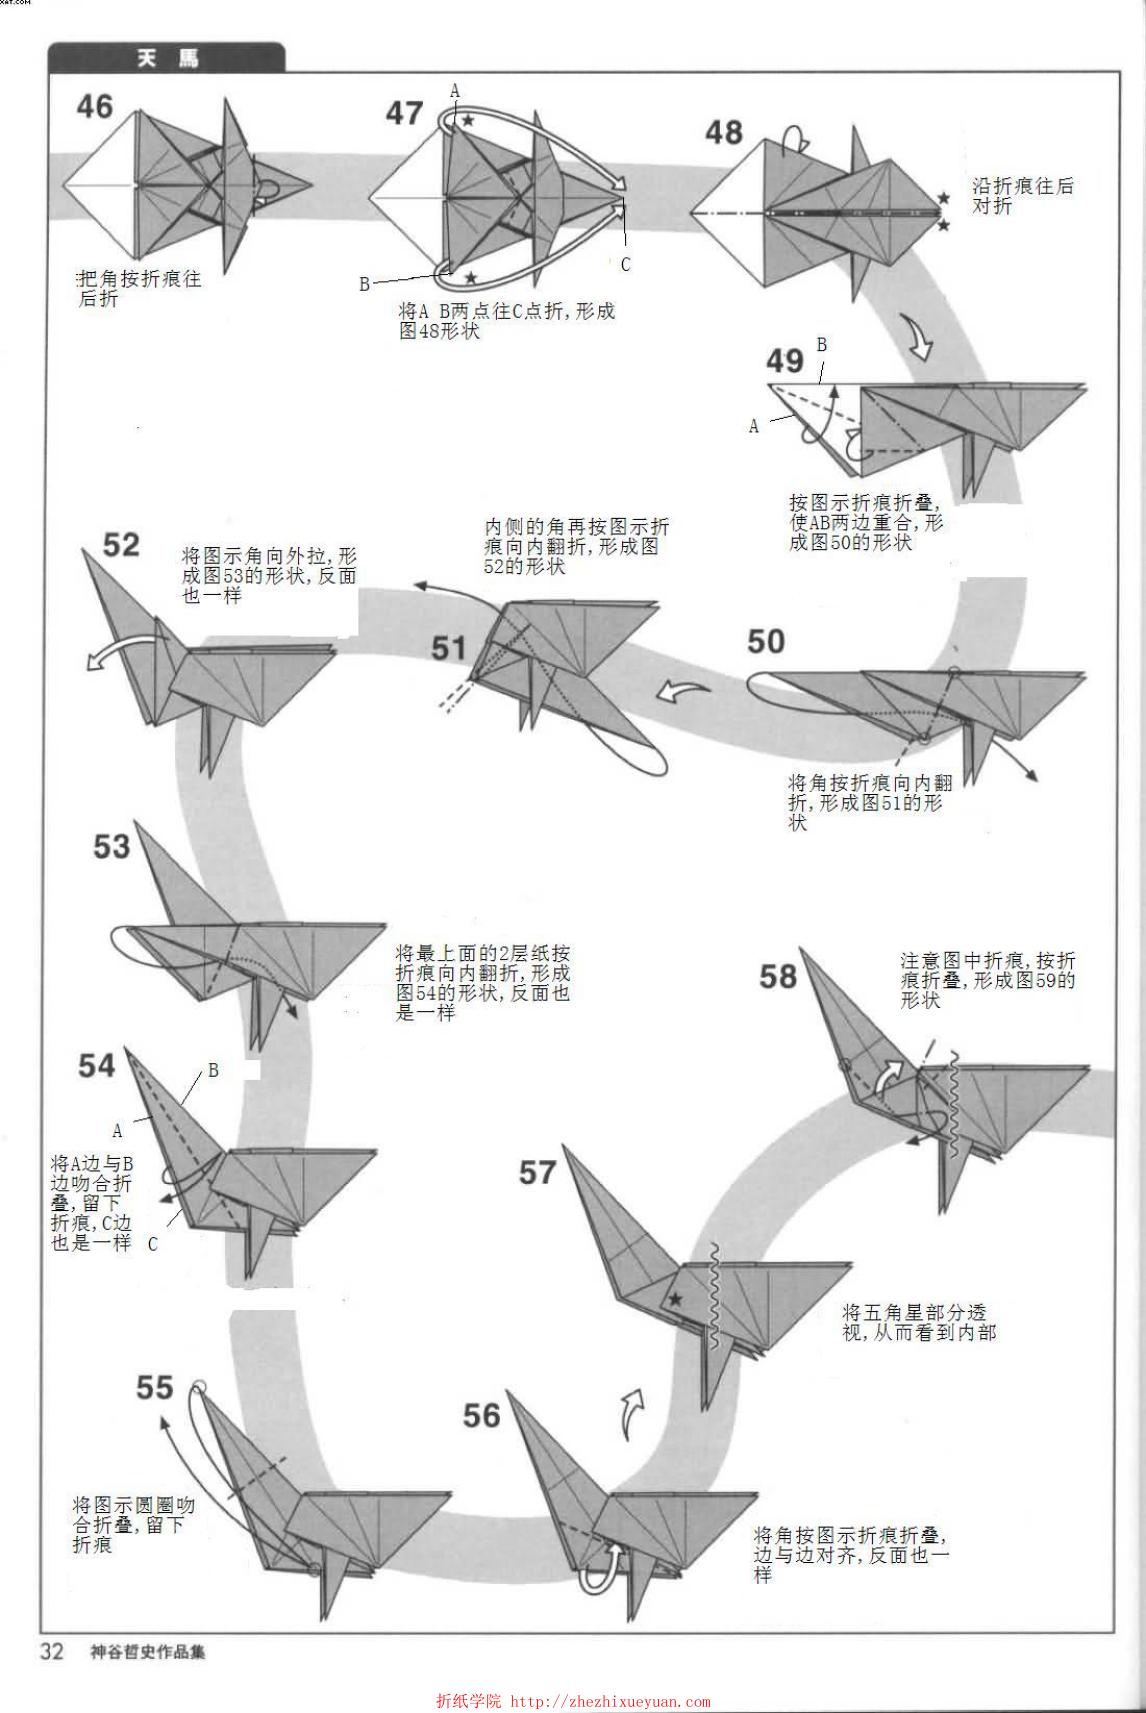 天馬
46
把角按折痕往
后折
47
A
B
C
将A B两点往C点折,形成
图48形状
48
沿折痕往后
对折
49
B
A
按图示折痕折叠,
使AB两边重合,形
成图50的形状
50
将角按折痕向内翻
折,形成图51的形
状
51
内侧的角再按图示折
痕向内翻折,形成图
52的形状
52
将图示角向外拉,形
成图53的形状,反面
也一样
53
将最上面的2层纸按
折痕向内翻折,形成
图54的形状,反面也
是一样
54
B
A
C
将A边与B
边吻合折
叠,留下
折痕,C边
也是一样
55
将图示圆圈吻
合折叠,留下
折痕
56
将角按图示折痕折叠,
边与边对齐,反面也一
样
57
将五角星部分透
视,从而看到内部
58
注意图中折痕,按折
痕折叠,形成图59的
形状
32 神谷哲史作品集
折纸学院 http://zhezhixueyuan.com